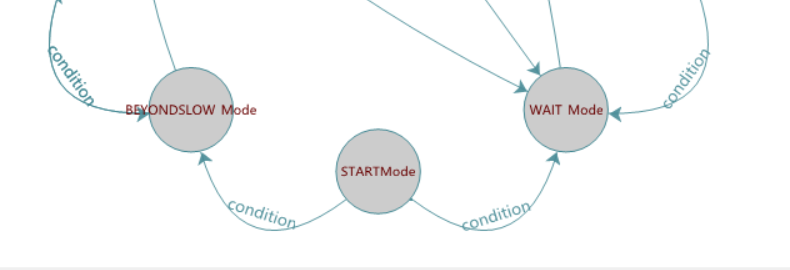 condition
condition
BEYONDSLOW Mode
WAIT Mode
STARTMode
condition
condition